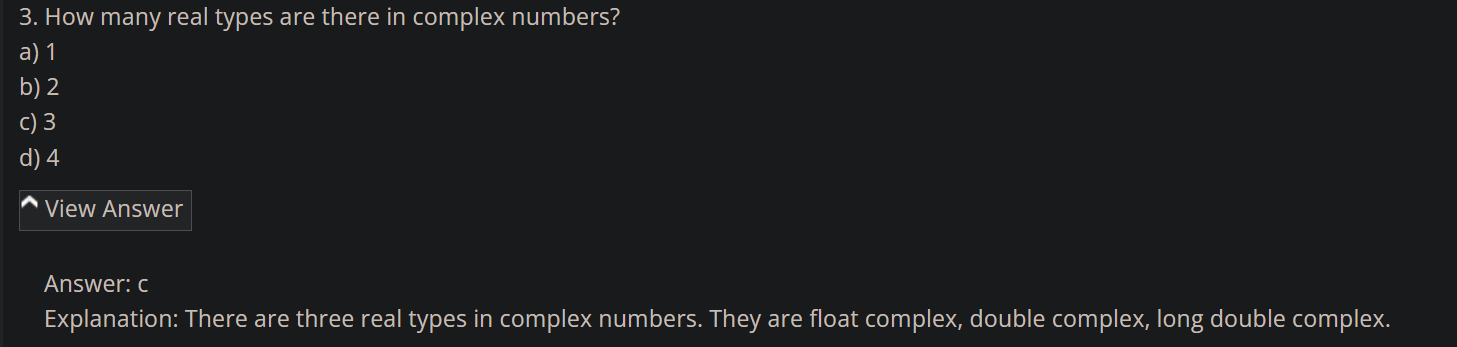 3. How many real types are there in complex numbers?
a) 1
b) 2
c) 3
d) 4
View Answer
Answer: c
Explanation: There are three real types in complex numbers. They are float complex, double complex, long double complex.